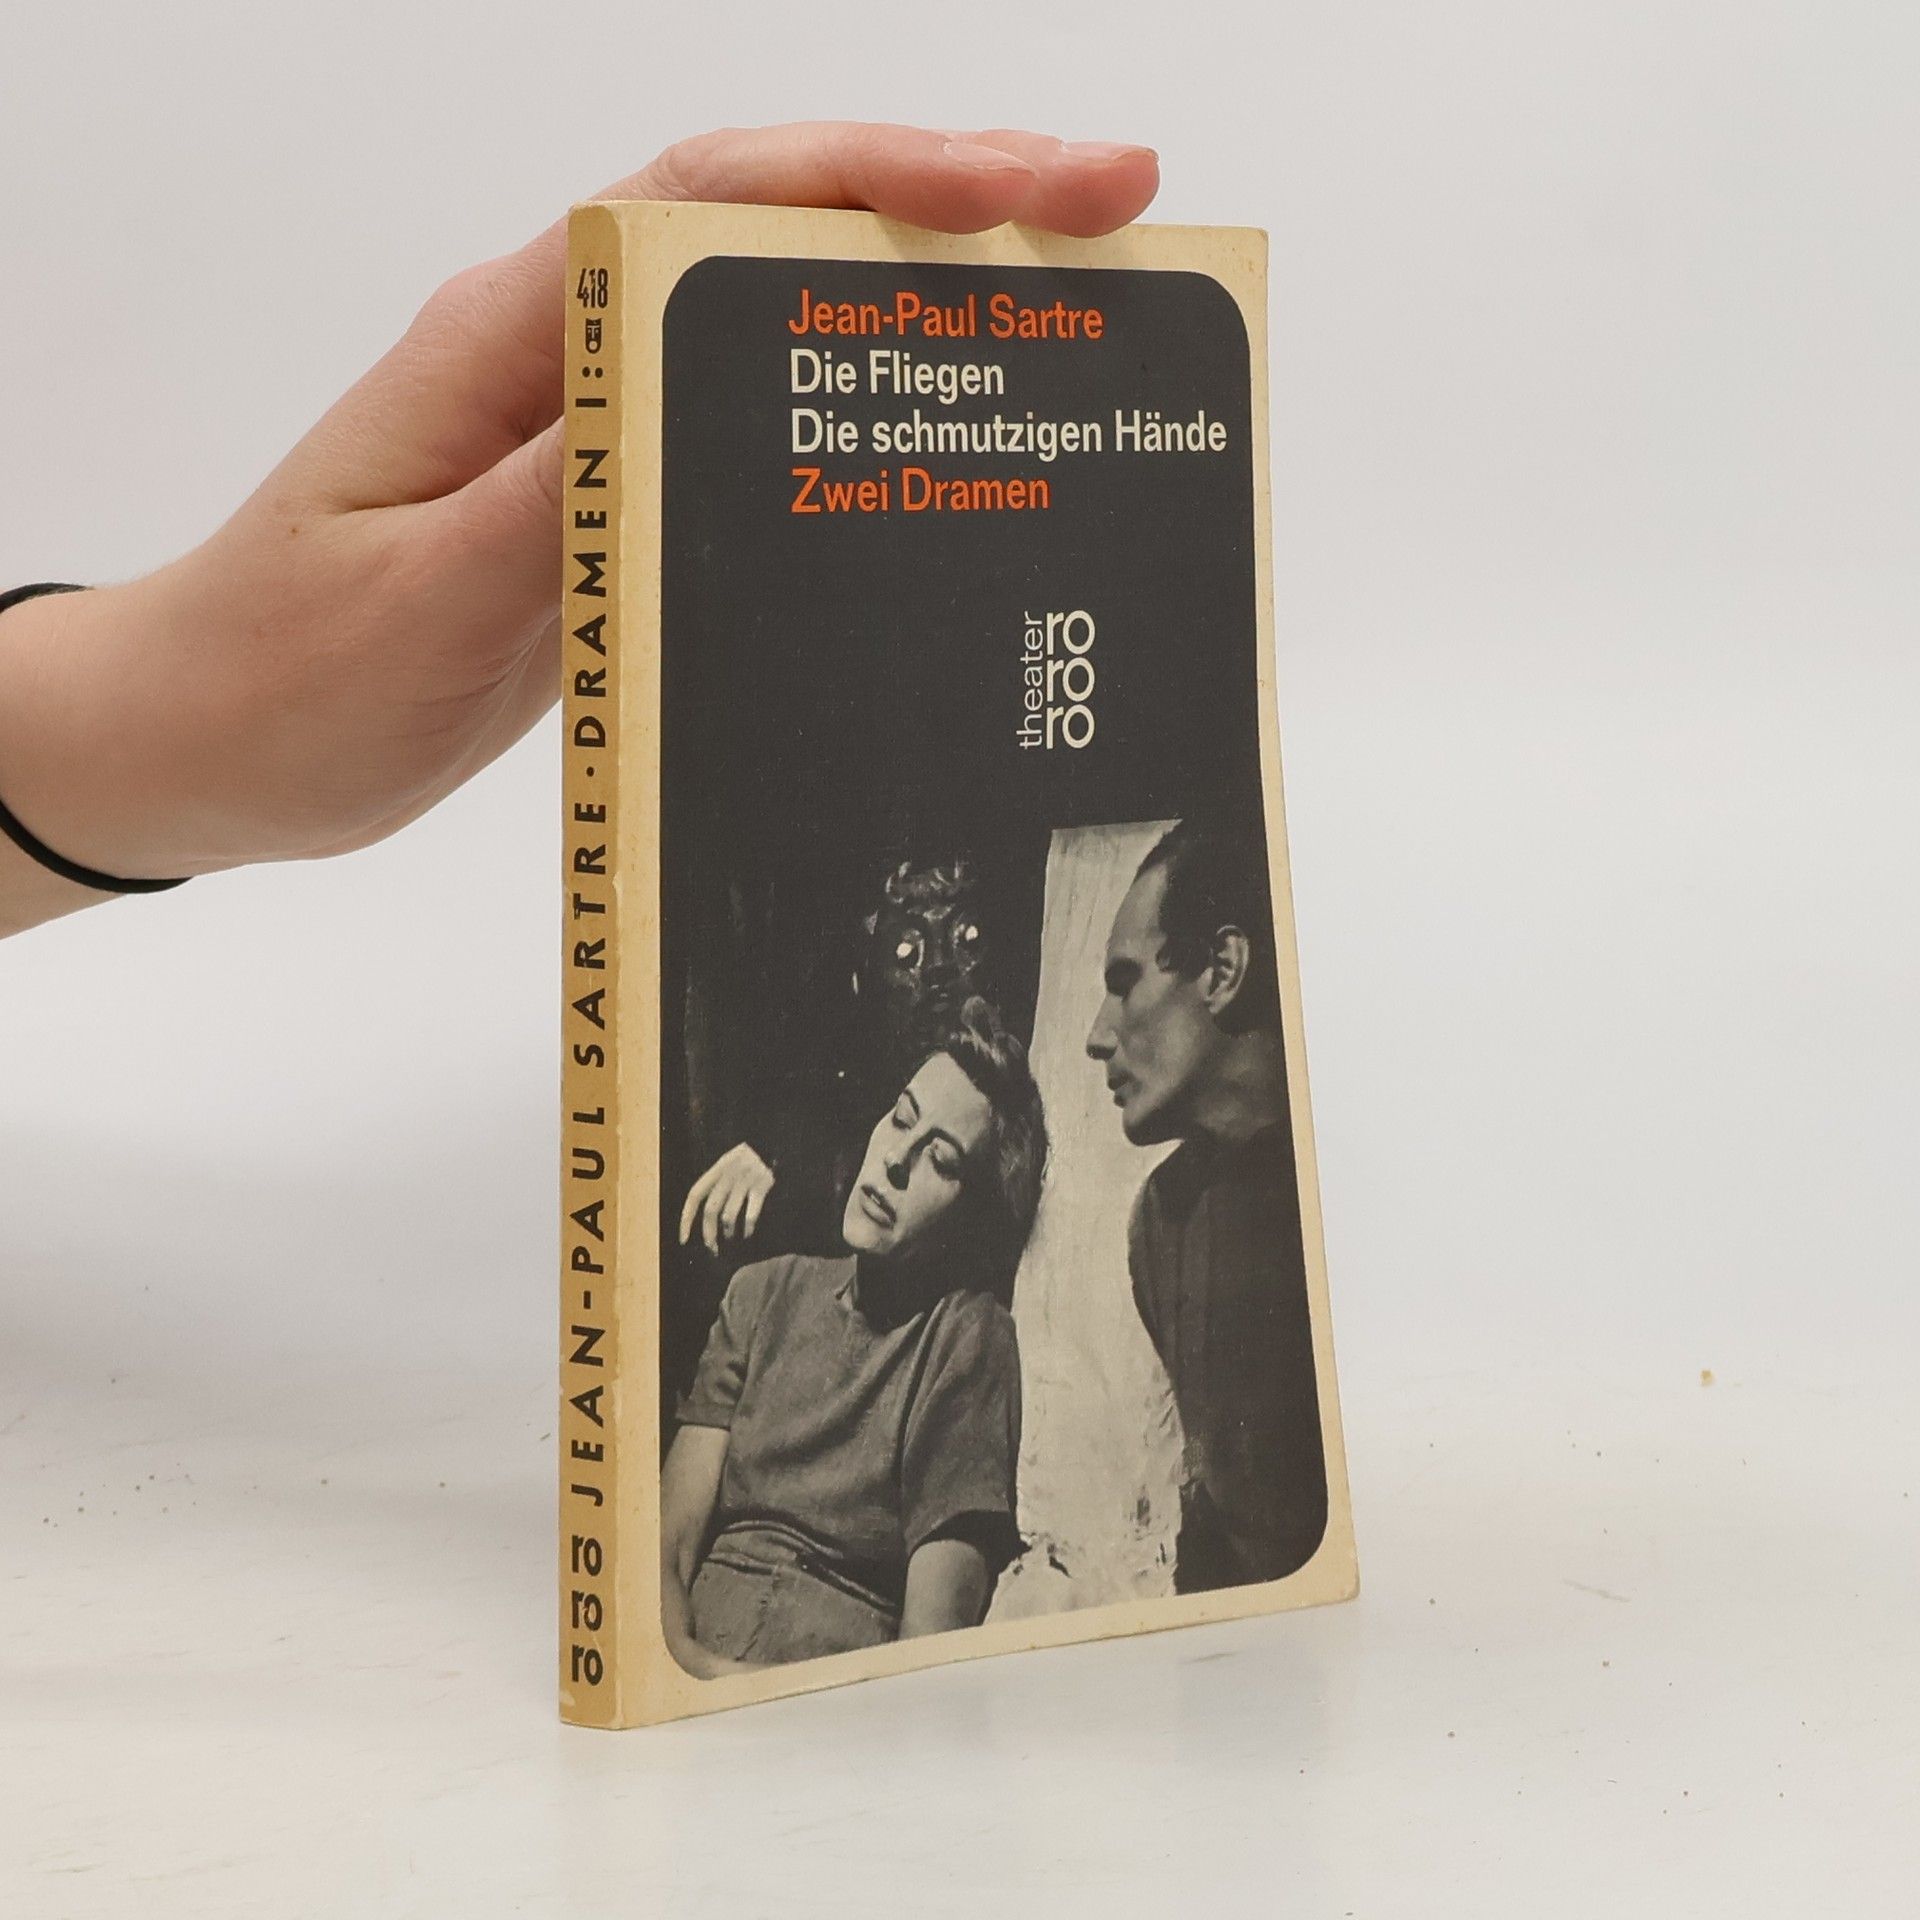 Jean-Paul Sartre
Die Fliegen
Die schmutzigen Hände
Zwei Dramen
theater
ro
ro
ro
ro
ro
ro
JEAN-PAUL SARTRE · DRAMEN I:
418